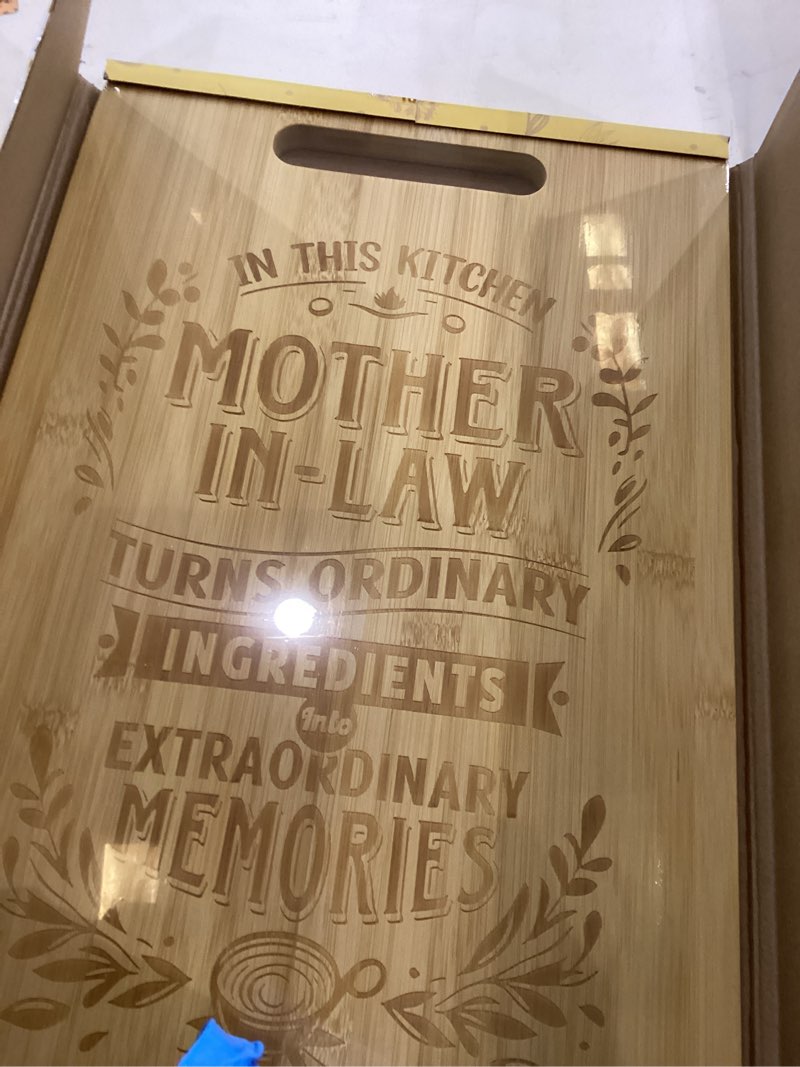 IN THIS KITCHEN
MOTHER
IN-LAW
TURNS ORDINARY
INGREDIENTS
Into
EXTRAORDINARY
MEMORIES